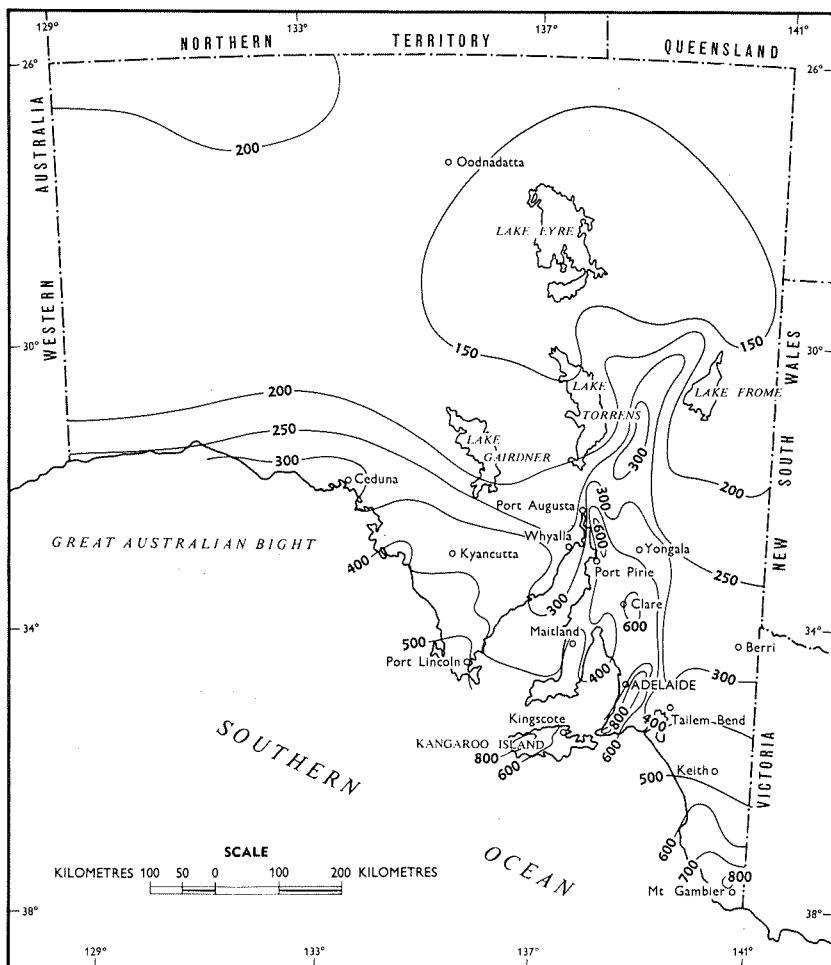 129° 133° 137° 141°
NORTHERN TERRITORY QUEENSLAND
26° 26°
200
WESTERN AUSTRALIA
Oodnadatta
LAKE EYRE
30° 150 150 30°
NEW SOUTH WALES
LAKE TORRENS
LAKE FROME
200
250
300
LAKE GAIRDNER
300
200
Ceduna
Port Augusta
300
GREAT AUSTRALIAN BIGHT
Whyalla
<600>
Yongala
400
Kyancutta
Port Pirie
250
300
Clare
600
34° 34°
Maitland
Berri
500
Port Lincoln
400
300
ADELAIDE
800
400
Tailem Bend
Kingscote
KANGAROO ISLAND
800
600
600
SOUTHERN OCEAN
500
Keith
VICTORIA
600
700
800
Mt Gambier
SCALE
KILOMETRES 100 50 0 100 200 KILOMETRES
38° 38°
129° 133° 137° 141°